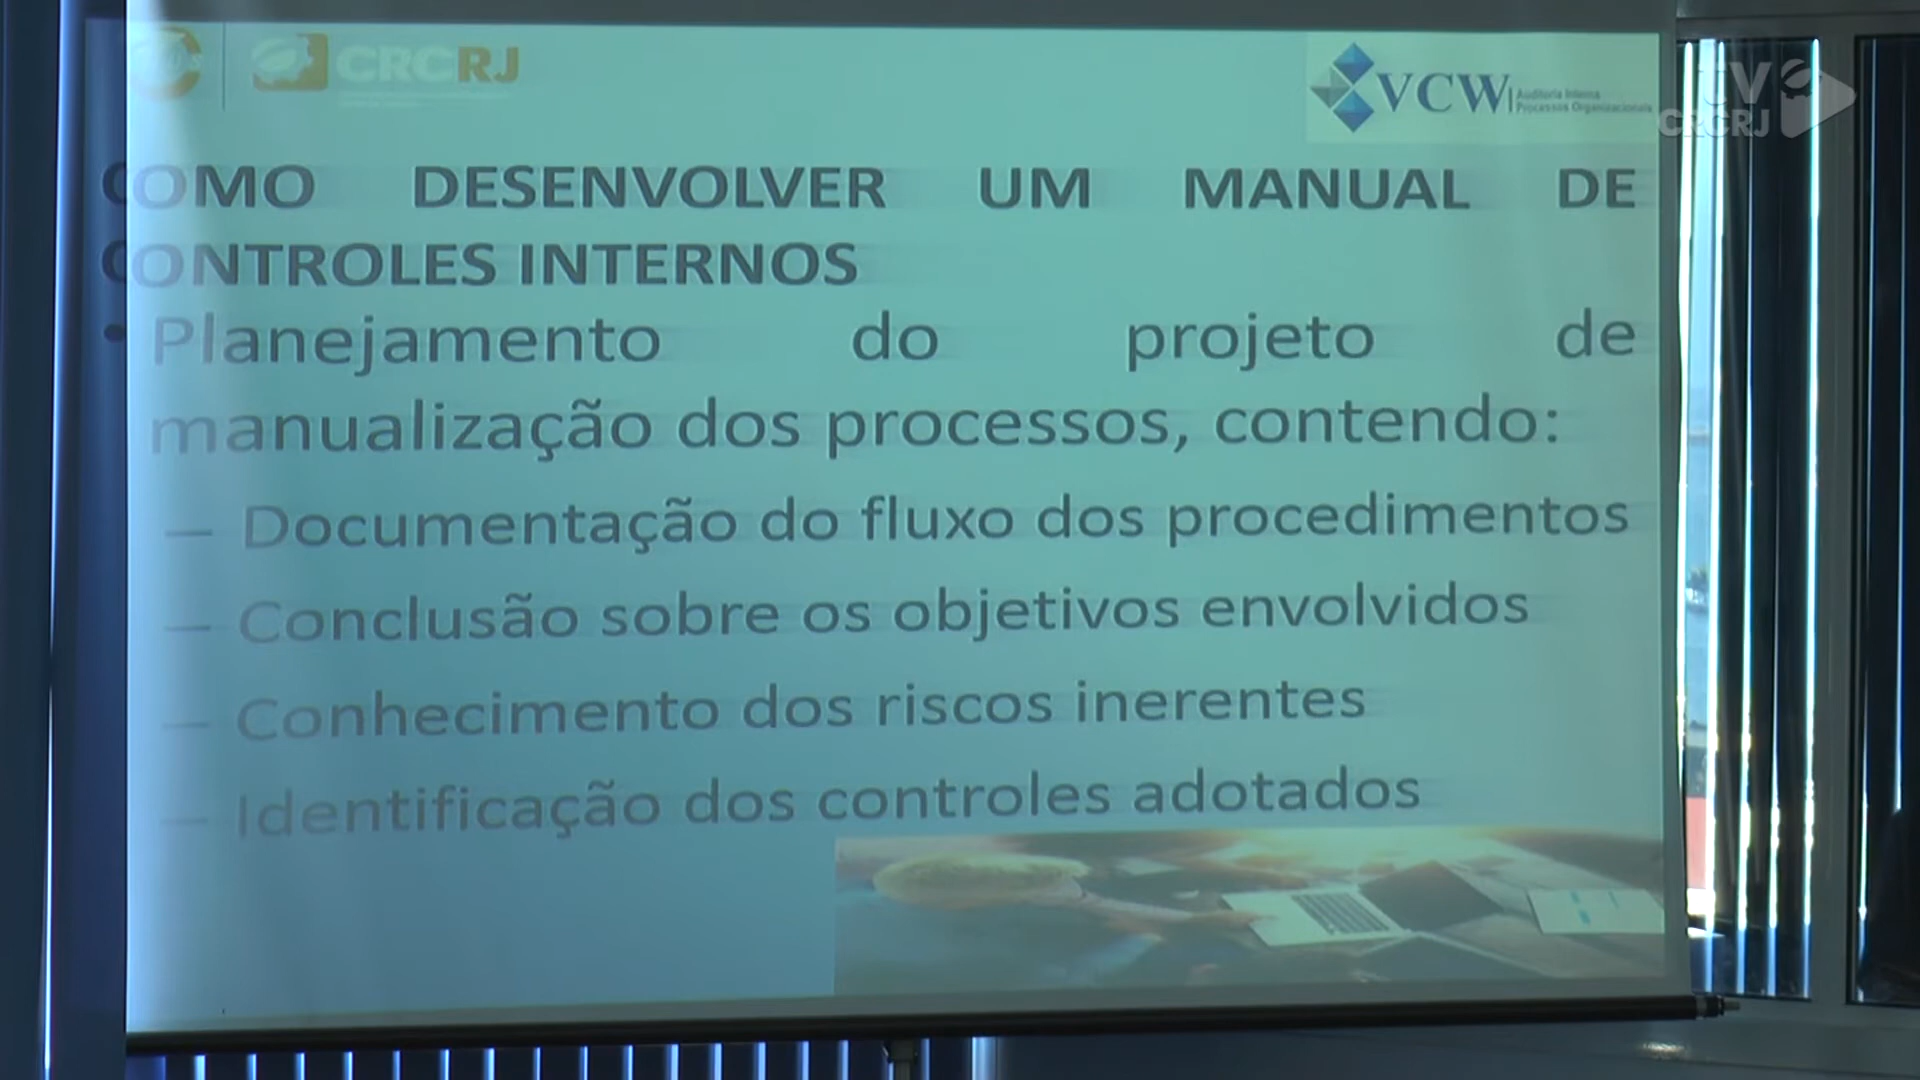 CRCRJ
VCW
Auditoria Interna
Processos Organizacionais
tv
CRCRJ
COMO DESENVOLVER UM MANUAL DE
CONTROLES INTERNOS
• Planejamento do projeto de
manualização dos processos, contendo:
– Documentação do fluxo dos procedimentos
– Conclusão sobre os objetivos envolvidos
– Conhecimento dos riscos inerentes
– Identificação dos controles adotados